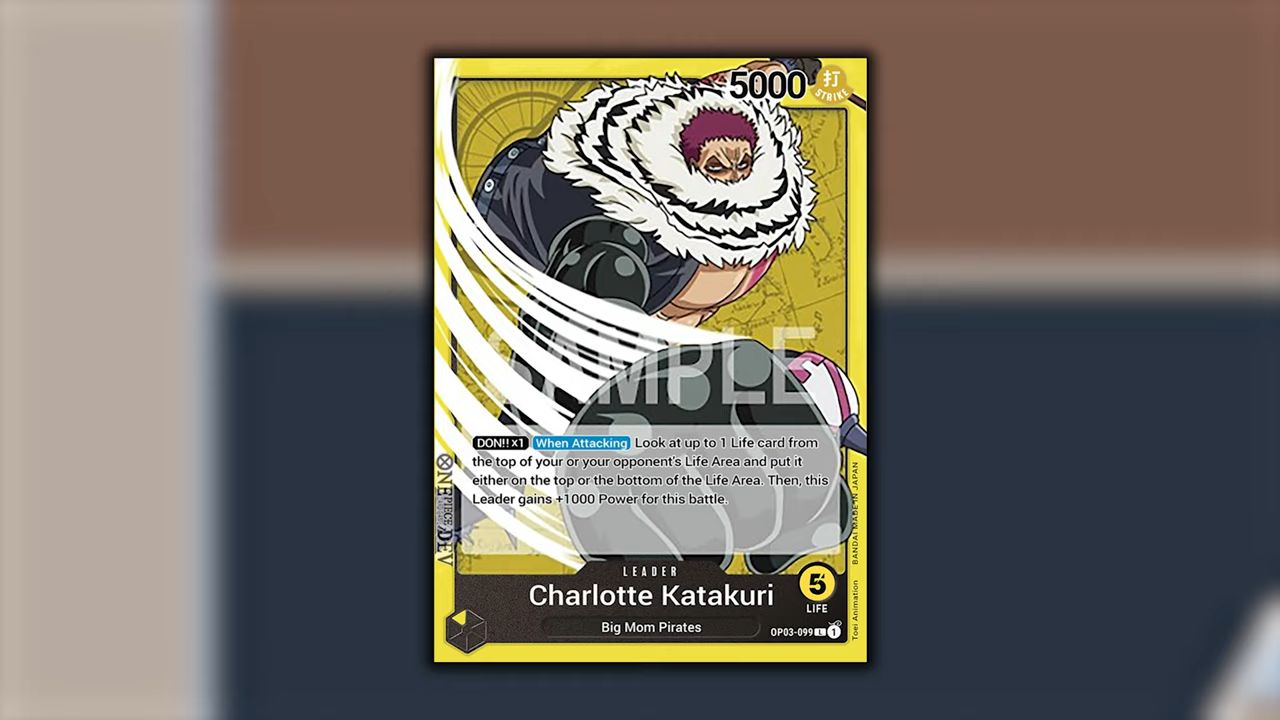 5000
打
STRIKE
SAMPLE
DON!!×1 When Attacking Look at up to 1 Life card from
the top of your or your opponent's Life Area and put it
either on the top or the bottom of the Life Area. Then, this
Leader gains +1000 Power for this battle.
ONE PIECE.DEV
Toei Animation BANDAI MADE IN JAPAN
LEADER
Charlotte Katakuri
5
LIFE
Big Mom Pirates
OP03-099 L 1